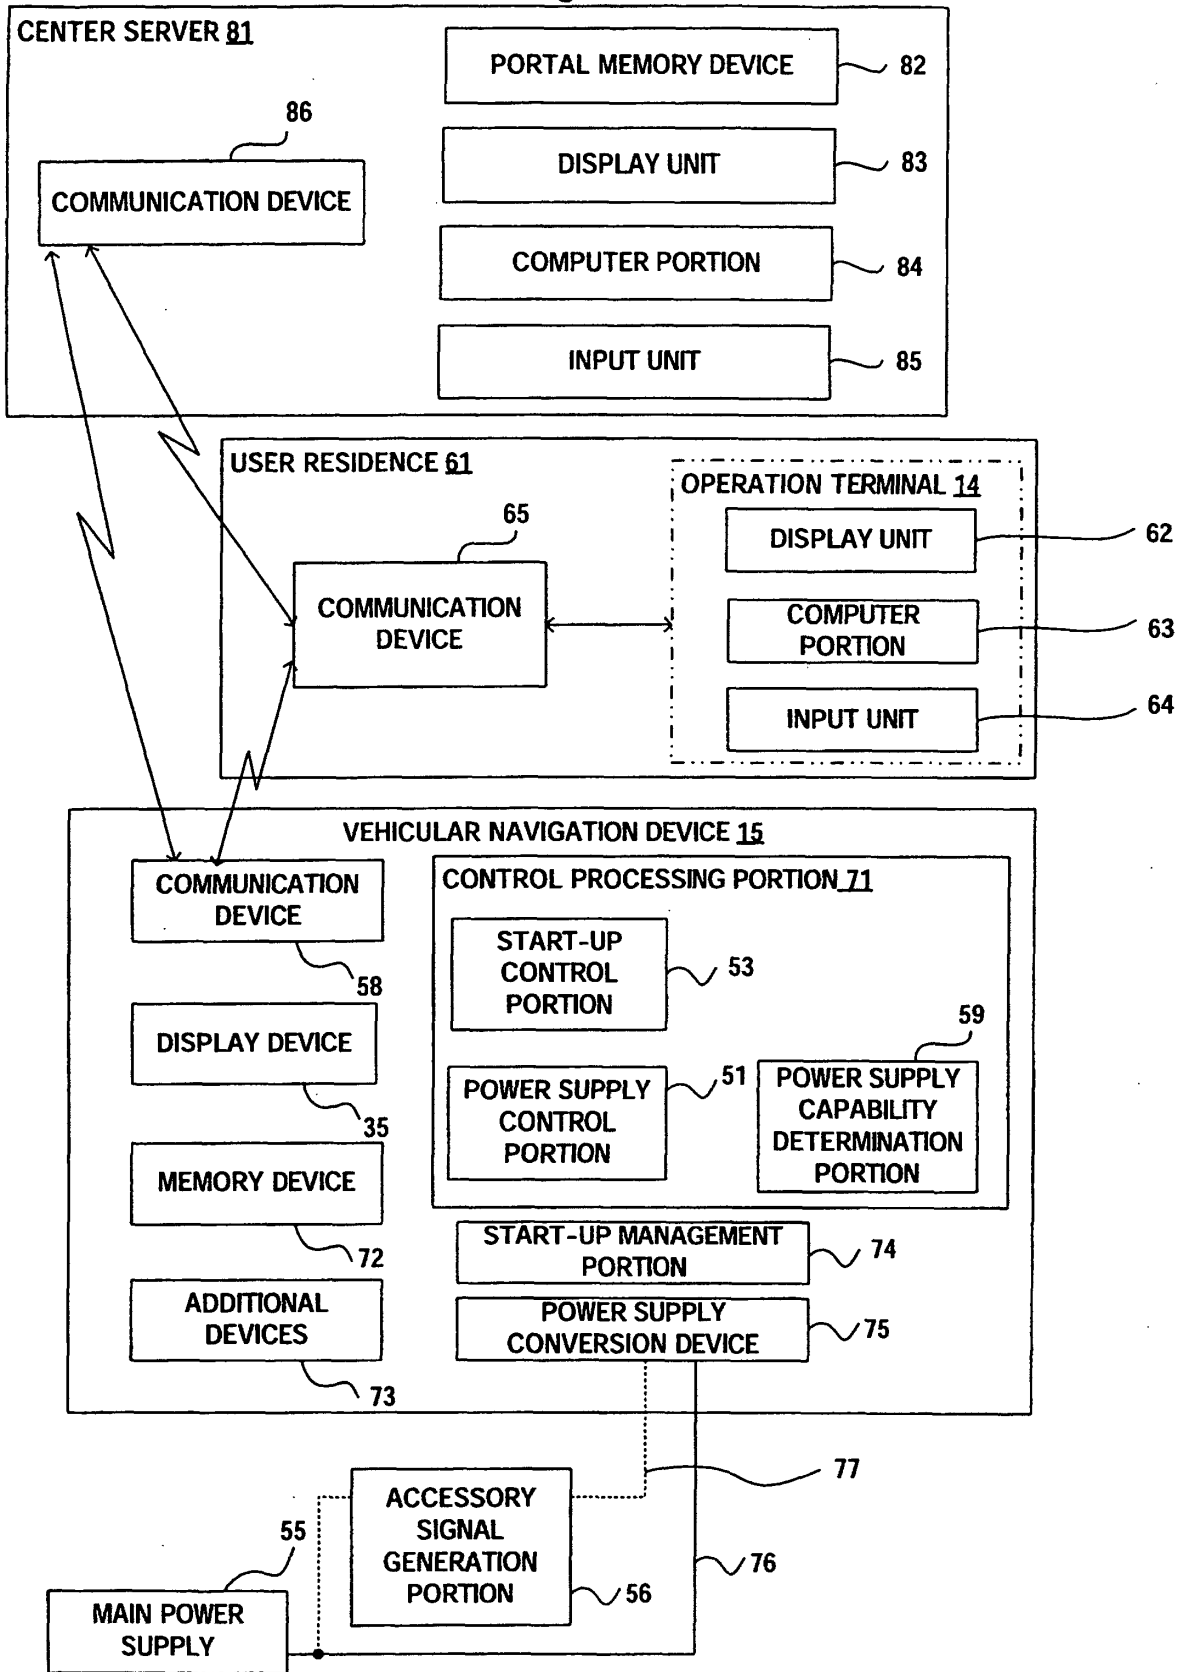 CENTER SERVER 81
PORTAL MEMORY DEVICE
82
86
DISPLAY UNIT
83
COMMUNICATION DEVICE
COMPUTER PORTION
84
INPUT UNIT
85
USER RESIDENCE 61
OPERATION TERMINAL 14
65
DISPLAY UNIT
62
COMMUNICATION
DEVICE
COMPUTER
PORTION
63
INPUT UNIT
64
VEHICULAR NAVIGATION DEVICE 15
COMMUNICATION
DEVICE
58
CONTROL PROCESSING PORTION 71
START-UP
CONTROL
PORTION
53
DISPLAY DEVICE
35
59
POWER SUPPLY
CONTROL
PORTION
51
POWER SUPPLY
CAPABILITY
DETERMINATION
PORTION
MEMORY DEVICE
72
START-UP MANAGEMENT
PORTION
74
ADDITIONAL
DEVICES
73
POWER SUPPLY
CONVERSION DEVICE
75
77
ACCESSORY
SIGNAL
GENERATION
PORTION
56
55
76
MAIN POWER
SUPPLY